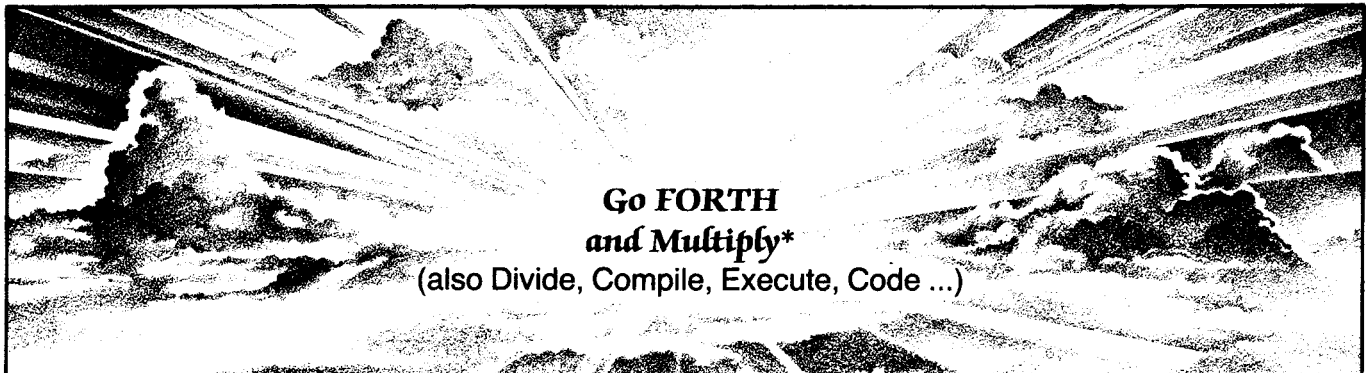 Go FORTH
and Multiply*
(also Divide, Compile, Execute, Code ...)